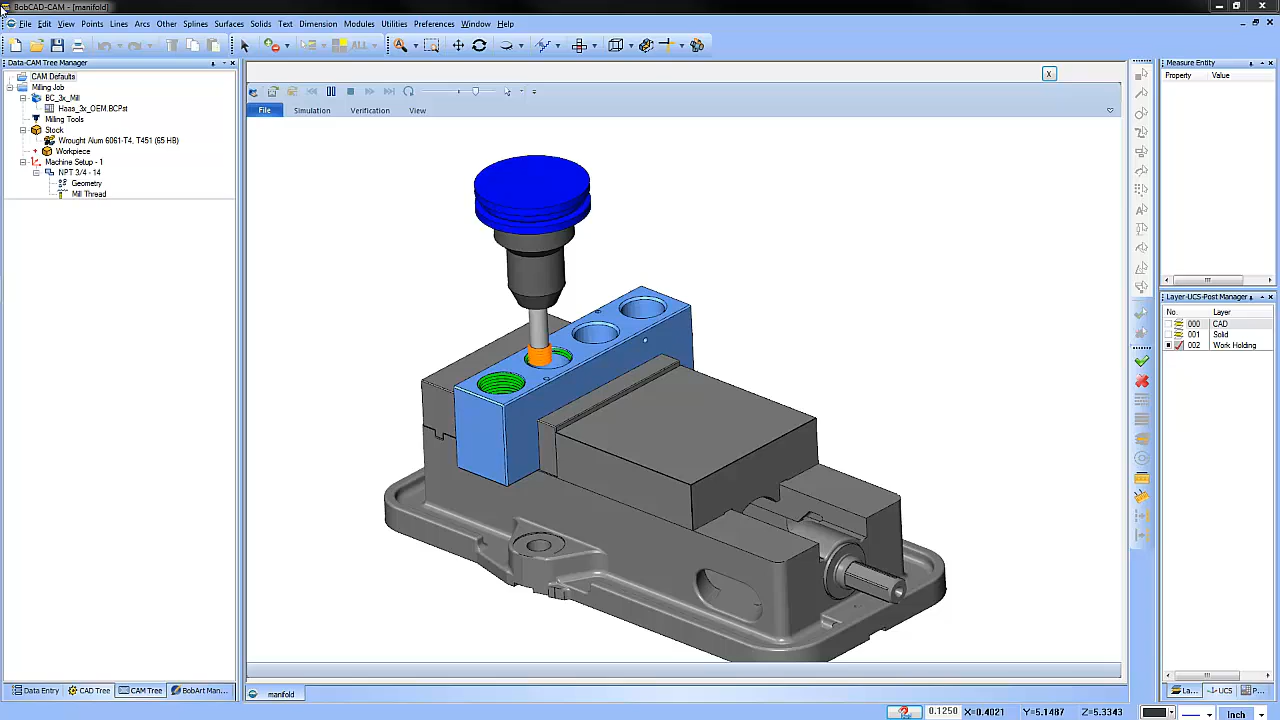 BobCAD-CAM - [manifold]
File Edit View Points Lines Arcs Other Splines Surfaces Solids Text Dimension Modules Utilities Preferences Window Help
ALL
Data-CAM Tree Manager
CAM Defaults
Milling Job
BC_3x_Mill
Haas_3x_OEM.BCPst
Milling Tools
Stock
Wrought Alum 6061-T4, T451 (65 HB)
Workpiece
Machine Setup - 1
NPT 3/4 - 14
Geometry
Mill Thread
Data Entry CAD Tree CAM Tree BobArt Man...
X
File Simulation Verification View
manifold
Measure Entity
Property Value
Layer-UCS-Post Manager
No. Layer
000 CAD
001 Solid
002 Work Holding
La... UCS P...
0.1250 X=0.4021 Y=5.1487 Z=5.3343 Inch